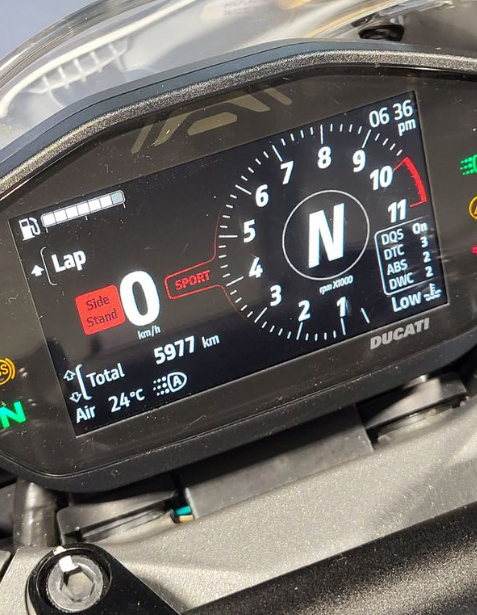 06 36
pm
Lap
Side
Stand
0
km/h
SPORT
Total
5977 km
Air 24°C
A
N
1
2
3
4
5
6
7
8
9
10
11
rpm X1000
DQS On
DTC 3
ABS 2
DWC 2
Low
DUCATI
N